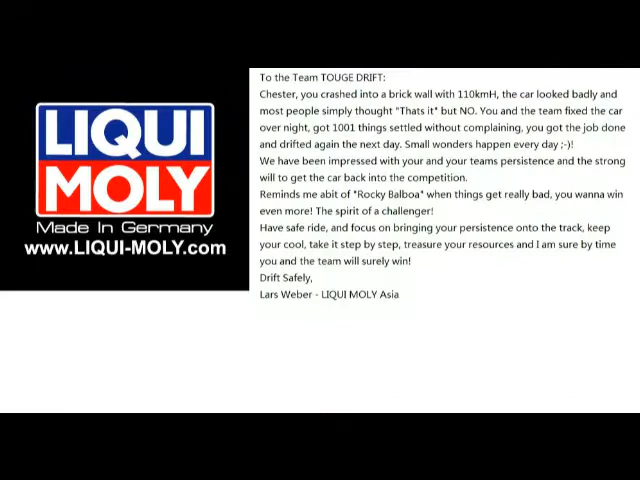 LIQUI
MOLY
Made In Germany
www.LIQUI-MOLY.com
To the Team TOUGE DRIFT:
Chester, you crashed into a brick wall with 110kmH, the car looked badly and
most people simply thought "Thats it" but NO. You and the team fixed the car
over night, got 1001 things settled without complaining, you got the job done
and drifted again the next day. Small wonders happen every day ;-)!
We have been impressed with your and your teams persistence and the strong
will to get the car back into the competition.
Reminds me abit of "Rocky Balboa" when things get really bad, you wanna win
even more! The spirit of a challenger!
Have safe ride, and focus on bringing your persistence onto the track, keep
your cool, take it step by step, treasure your resources and I am sure by time
you and the team will surely win!
Drift Safely,
Lars Weber - LIQUI MOLY Asia